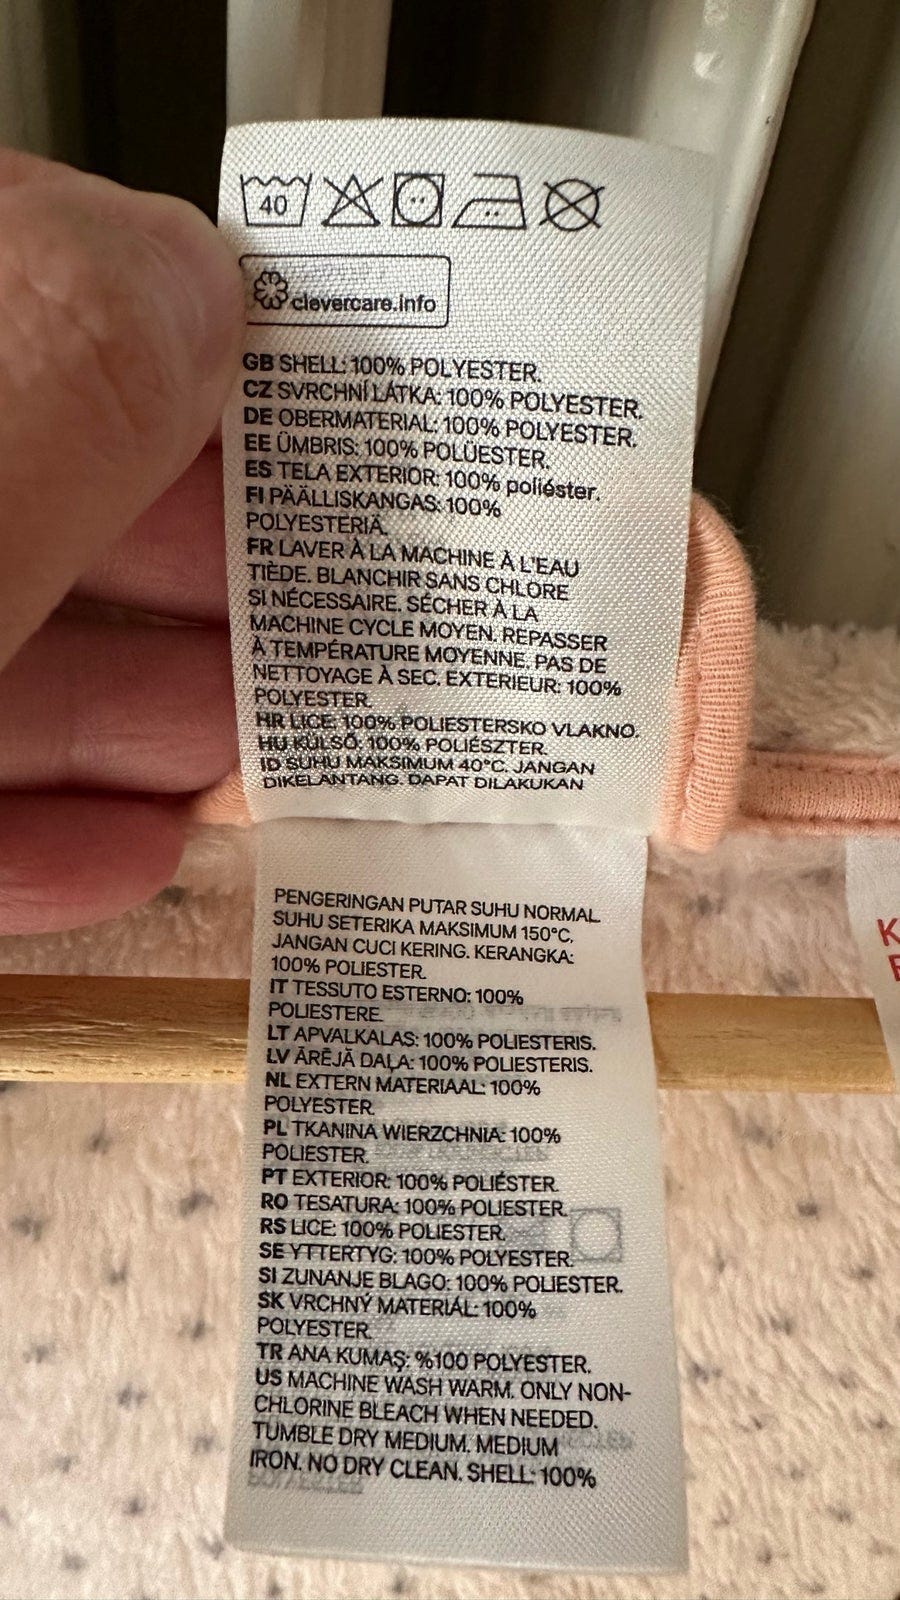 40
clevercare.info
GB SHELL: 100% POLYESTER.
CZ SVRCHNÍ LÁTKA: 100% POLYESTER.
DE OBERMATERIAL: 100% POLYESTER.
EE ÜMBRIS: 100% POLÜESTER.
ES TELA EXTERIOR: 100% poliéster.
FI PÄÄLLISKANGAS: 100%
POLYESTERIÄ.
FR LAVER À LA MACHINE À L'EAU
TIÈDE. BLANCHIR SANS CHLORE
SI NÉCESSAIRE. SÉCHER À LA
MACHINE CYCLE MOYEN. REPASSER
À TEMPÉRATURE MOYENNE. PAS DE
NETTOYAGE À SEC. EXTERIEUR: 100%
POLYESTER.
HR LICE: 100% POLIESTERSKO VLAKNO.
HU KÜLSŐ: 100% POLIÉSZTER.
ID SUHU MAKSIMUM 40°C. JANGAN
DIKELANTANG. DAPAT DILAKUKAN
PENGERINGAN PUTAR SUHU NORMAL.
SUHU SETERIKA MAKSIMUM 150°C.
JANGAN CUCI KERING. KERANGKA:
100% POLIESTER.
IT TESSUTO ESTERNO: 100%
POLIESTERE.
LT APVALKALAS: 100% POLIESTERIS.
LV ĀRĒJĀ DAĻA: 100% POLIESTERIS.
NL EXTERN MATERIAAL: 100%
POLYESTER.
PL TKANINA WIERZCHNIA: 100%
POLIESTER.
PT EXTERIOR: 100% POLIÉSTER.
RO TESATURA: 100% POLIESTER.
RS LICE: 100% POLIESTER.
SE YTTERTYG: 100% POLYESTER.
SI ZUNANJE BLAGO: 100% POLIESTER.
SK VRCHNÝ MATERIÁL: 100%
POLYESTER.
TR ANA KUMAŞ: %100 POLYESTER.
US MACHINE WASH WARM. ONLY NON-
CHLORINE BLEACH WHEN NEEDED.
TUMBLE DRY MEDIUM. MEDIUM
IRON. NO DRY CLEAN. SHELL: 100%